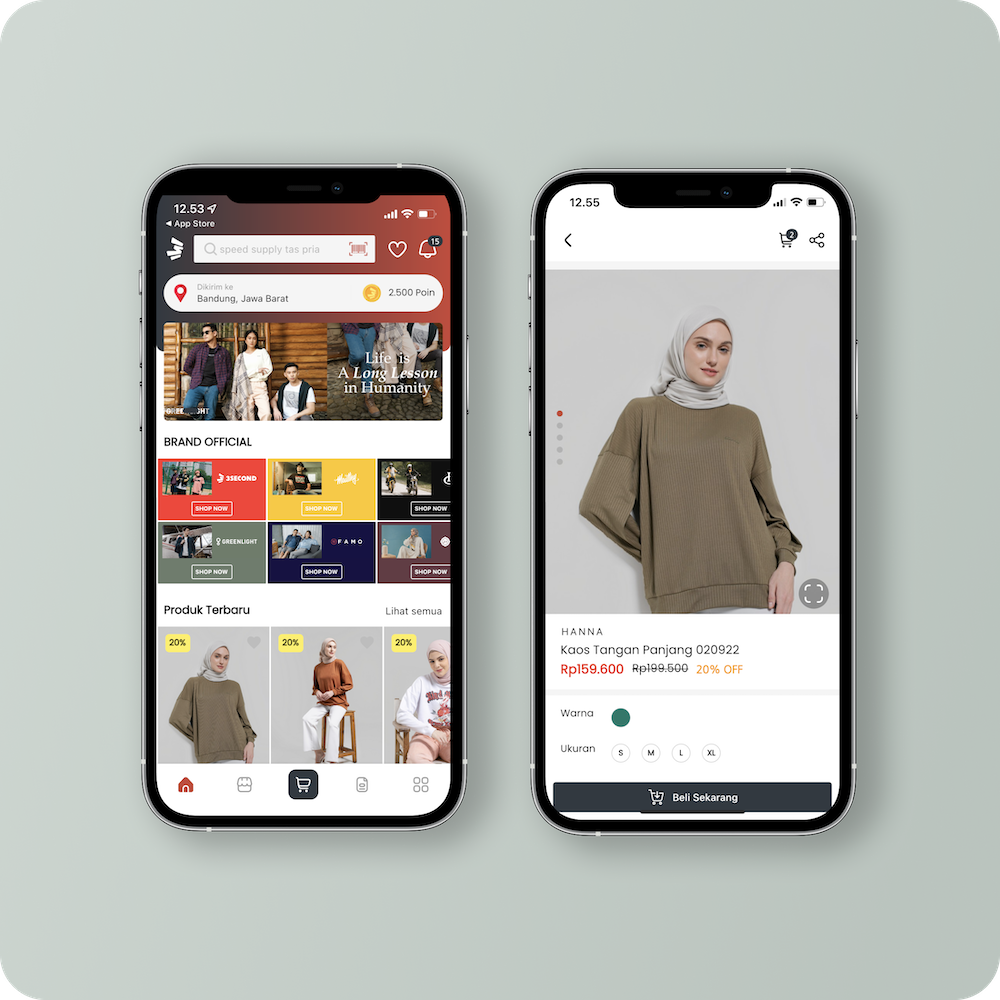 12.53
◀ App Store
speed supply tas pria
15
Dikirim ke
Bandung, Jawa Barat
2.500 Poin
Life is
A Long Lesson
in Humanity
GREENLIGHT
BRAND OFFICIAL
3SECOND
SHOP NOW
SHOP NOW
SHOP NOW
GREENLIGHT
FAMO
SHOP NOW
SHOP NOW
SHOP NOW
Produk Terbaru
Lihat semua
20%
20%
20%
12.55
2
HANNA
Kaos Tangan Panjang 020922
Rp159.600 Rp199.500 20% OFF
Warna
Ukuran
S M L XL
Beli Sekarang